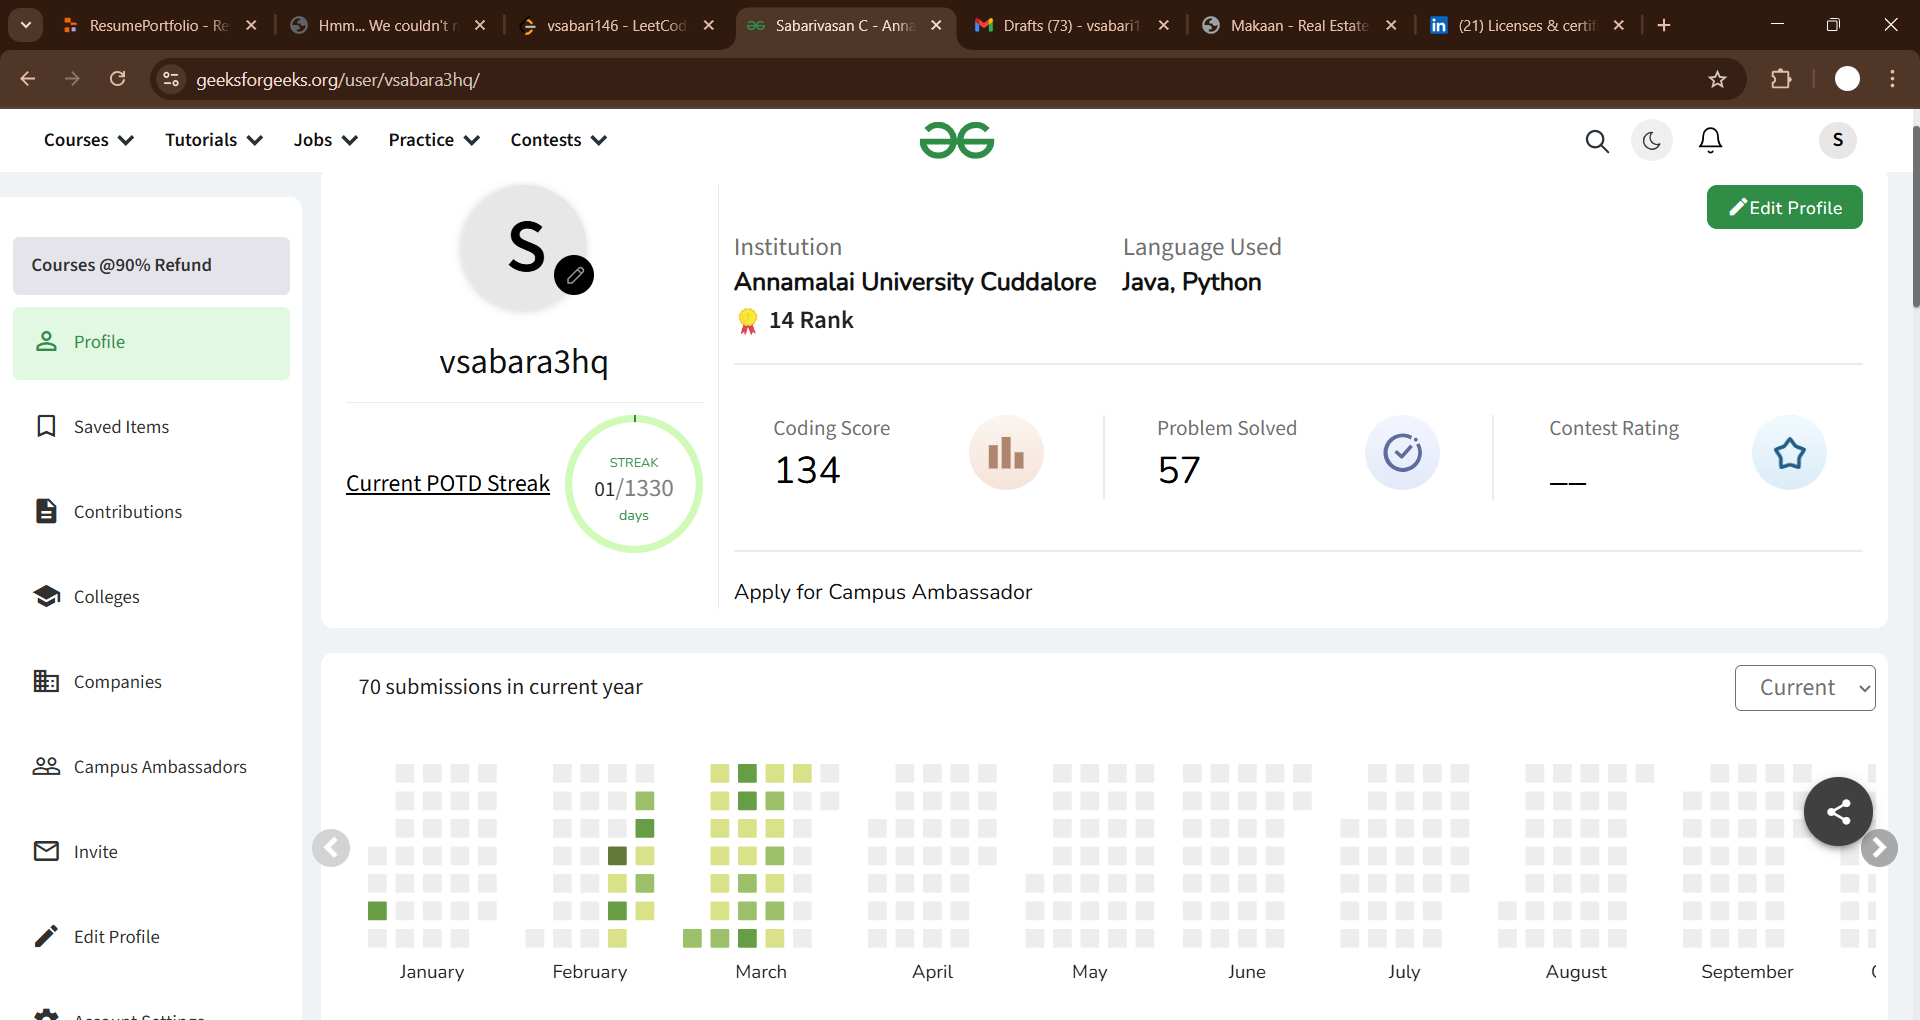 ResumePortfolio - Re
Hmm... We couldn't r
vsabari146 - LeetCod
Sabarivasan C - Anna
Drafts (73) - vsabari1
Makaan - Real Estate
(21) Licenses & certif
geeksforgeeks.org/user/vsabara3hq/
Courses
Tutorials
Jobs
Practice
Contests
S
Courses @90% Refund
Profile
Saved Items
Contributions
Colleges
Companies
Campus Ambassadors
Invite
Edit Profile
Account Settings
S
vsabara3hq
Current POTD Streak
STREAK
01/1330
days
Edit Profile
Institution
Annamalai University Cuddalore
Language Used
Java, Python
14 Rank
Coding Score
134
Problem Solved
57
Contest Rating
__
Apply for Campus Ambassador
70 submissions in current year
Current
January
February
March
April
May
June
July
August
September